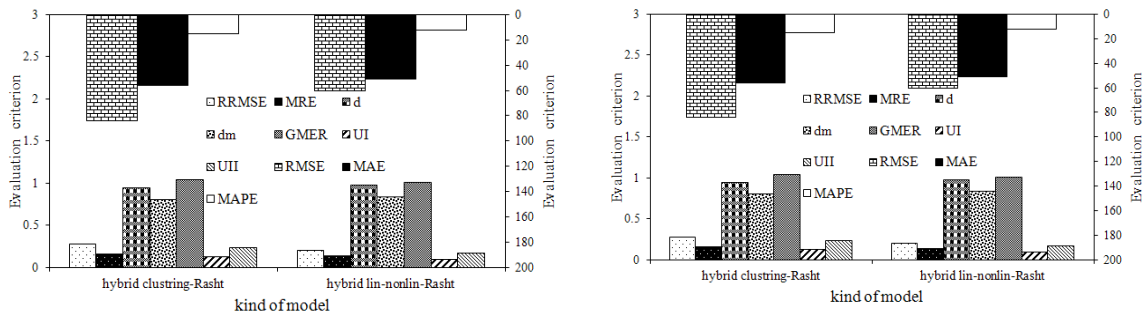 3
2.5
2
1.5
1
0.5
0
Evaluation criterion
0
20
40
60
80
100
120
140
160
180
200
Evaluation criterion
RRMSE MRE d
dm GMER UI
UII RMSE MAE
MAPE
hybrid clustring-Rasht hybrid lin-nonlin-Rasht
kind of model
3
2.5
2
1.5
1
0.5
0
Evaluation criterion
0
20
40
60
80
100
120
140
160
180
200
Evaluation criterion
RRMSE MRE d
dm GMER UI
UII RMSE MAE
MAPE
hybrid clustring-Rasht hybrid lin-nonlin-Rasht
kind of model